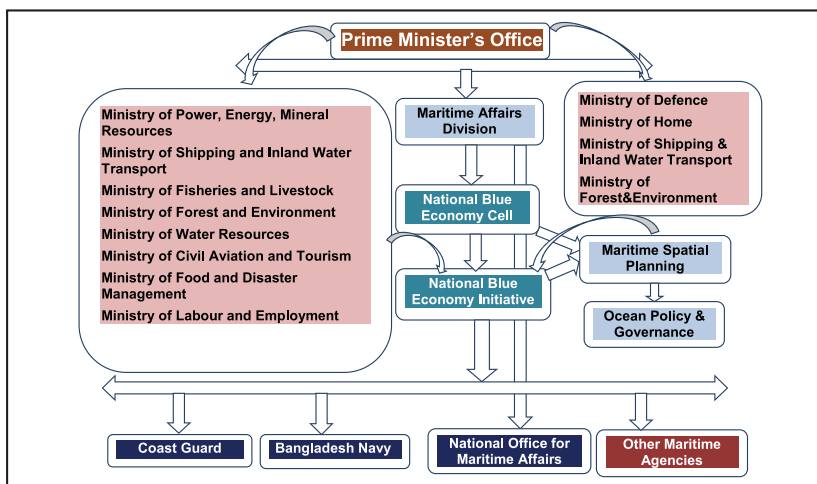 Prime Minister's Office
Ministry of Power, Energy, Mineral
Resources
Ministry of Shipping and Inland Water
Transport
Ministry of Fisheries and Livestock
Ministry of Forest and Environment
Ministry of Water Resources
Ministry of Civil Aviation and Tourism
Ministry of Food and Disaster
Management
Ministry of Labour and Employment
Maritime Affairs
Division
National Blue
Economy Cell
National Blue
Economy Initiative
Ministry of Defence
Ministry of Home
Ministry of Shipping &
Inland Water Transport
Ministry of
Forest&Environment
Maritime Spatial
Planning
Ocean Policy &
Governance
Coast Guard
Bangladesh Navy
National Office for
Maritime Affairs
Other Maritime
Agencies